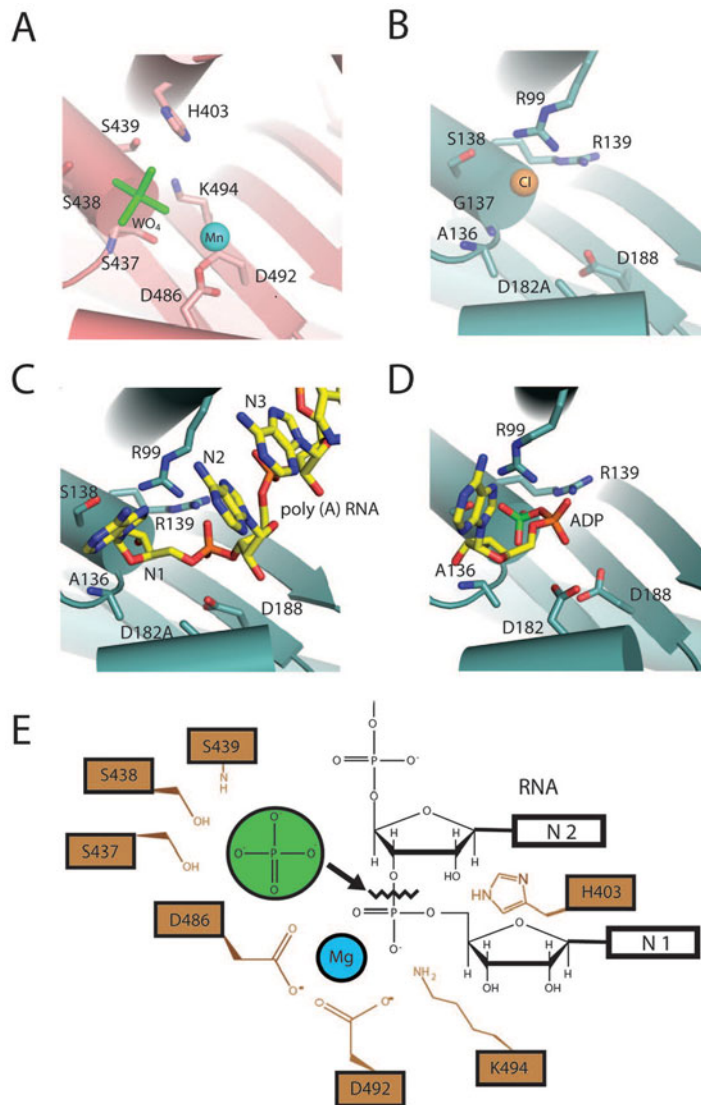 A
H403
S439
K494
S438
WO4
Mn
S437
D492
D486
B
R99
S138
R139
Cl
G137
A136
D188
D182A
C
N3
R99
N2
S138
poly (A) RNA
R139
N1
A136
D188
D182A
D
R99
R139
ADP
A136
D188
D182
E
S439
S438
N
H
O
O P O-
O
RNA
OH
S437
O-
O- P O-
O
O
H H
N 2
H H
O HO
N
HN
H403
OH
D486
O P O
O-
O
H H
N 1
H H
OH OH
O
O-
Mg
NH2
O O-
K494
D492